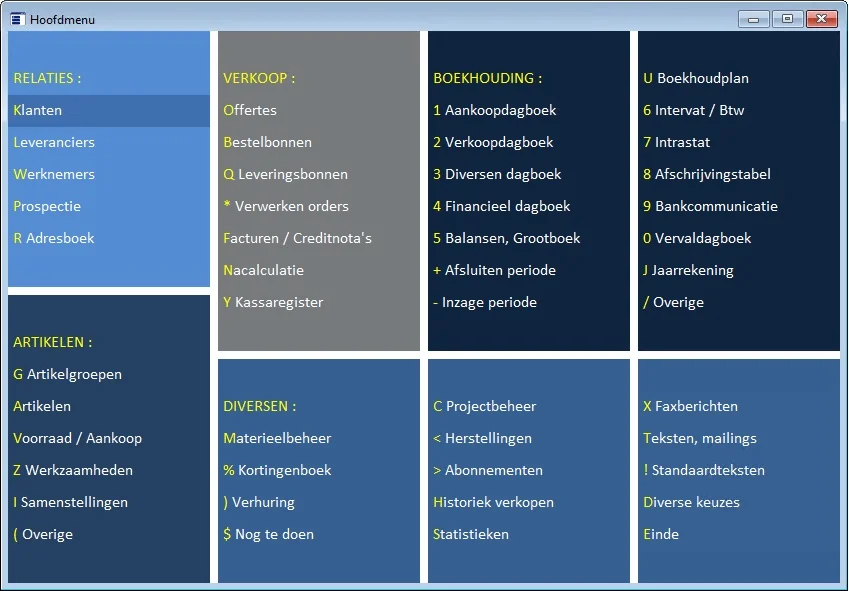 Hoofdmenu
RELATIES :
Klanten
Leveranciers
Werknemers
Prospectie
R Adresboek
ARTIKELEN :
G Artikelgroepen
Artikelen
Voorraad / Aankoop
Z Werkzaamheden
I Samenstellingen
( Overige
VERKOOP :
Offertes
Bestelbonnen
Q Leveringsbonnen
* Verwerken orders
Facturen / Creditnota's
Nacalculatie
Y Kassaregister
DIVERSEN :
Materieelbeheer
% Kortingenboek
) Verhuring
$ Nog te doen
BOEKHOUDING :
1 Aankoopdagboek
2 Verkoopdagboek
3 Diversen dagboek
4 Financieel dagboek
5 Balansen, Grootboek
+ Afsluiten periode
- Inzage periode
C Projectbeheer
< Herstellingen
> Abonnementen
Historiek verkopen
Statistieken
U Boekhoudplan
6 Intervat / Btw
7 Intrastat
8 Afschrijvingstabel
9 Bankcommunicatie
0 Vervaldagboek
J Jaarrekening
/ Overige
X Faxberichten
Teksten, mailings
! Standaardteksten
Diverse keuzes
Einde